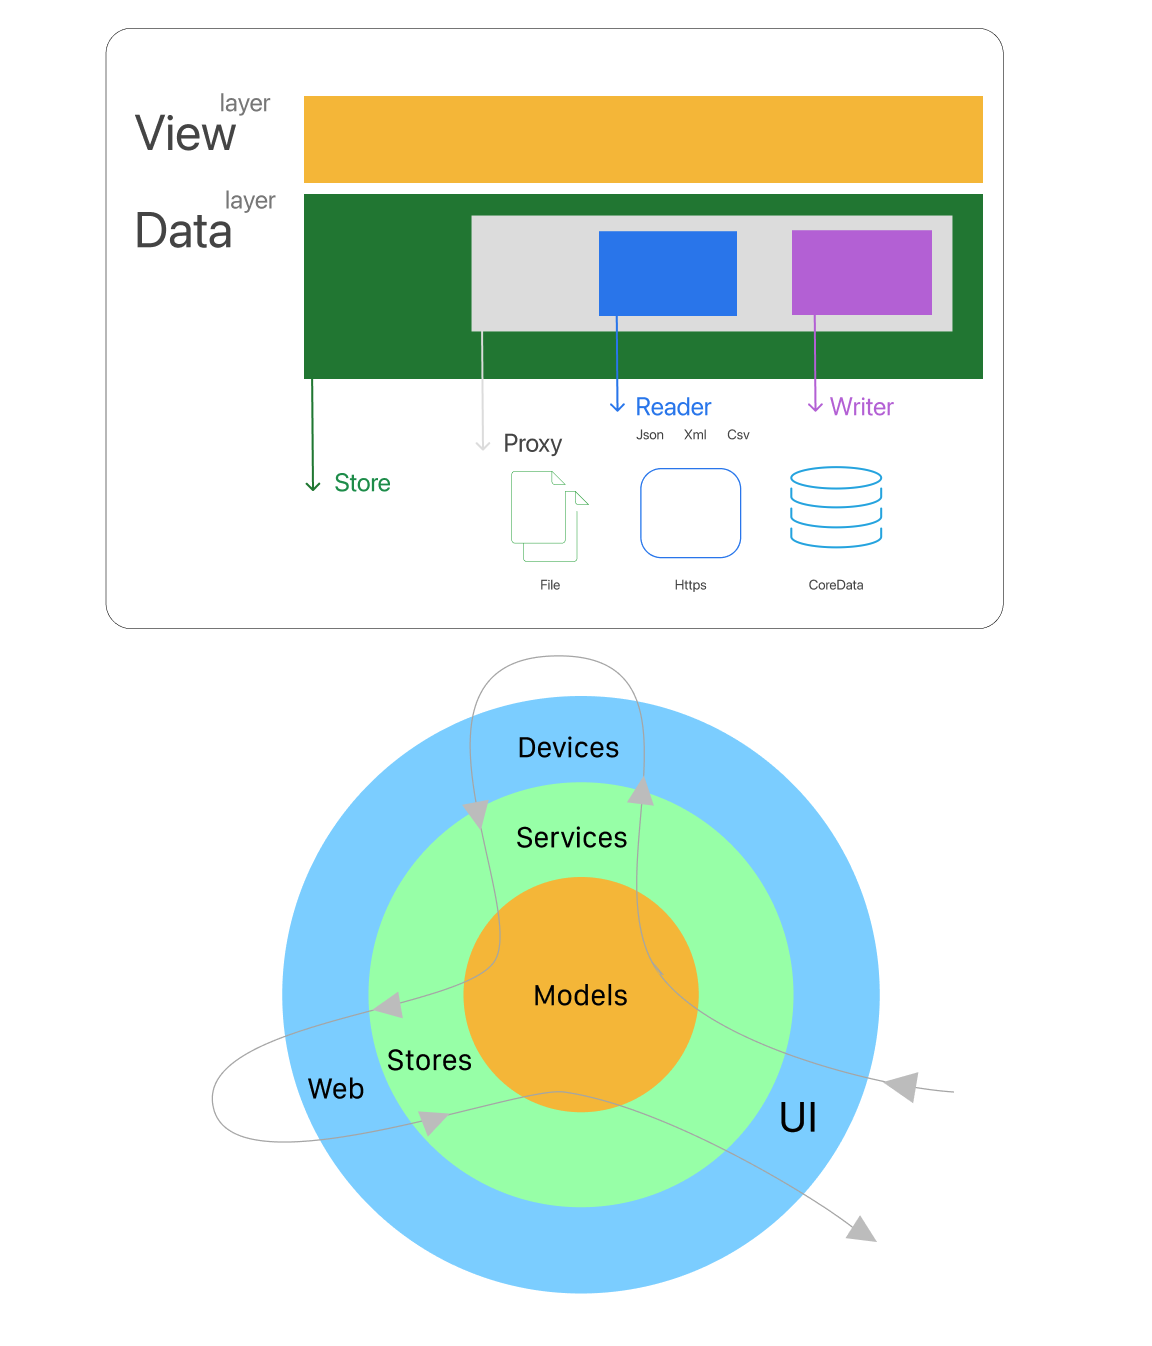 layer
View
layer
Data
Reader
Writer
Json Xml Csv
Proxy
Store
File Https CoreData
Devices
Services
Models
Stores
Web
UI